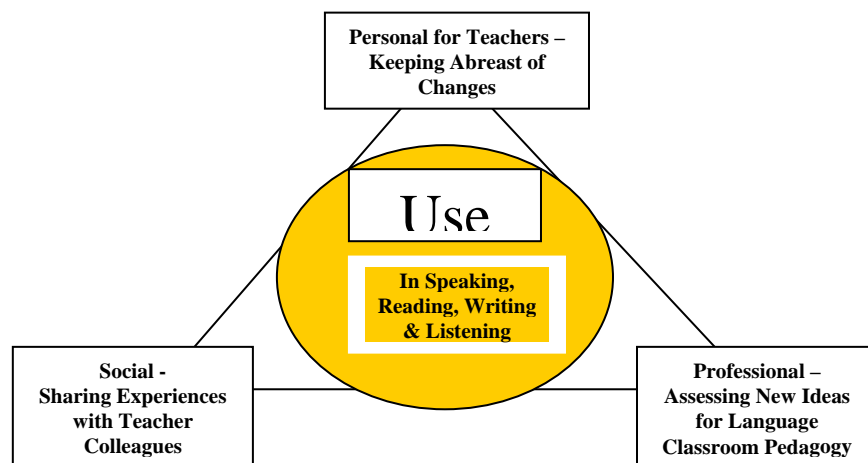 Personal for Teachers –
Keeping Abreast of
Changes
Use
In Speaking,
Reading, Writing
& Listening
Social -
Sharing Experiences
with Teacher
Colleagues
Professional –
Assessing New Ideas
for Language
Classroom Pedagogy